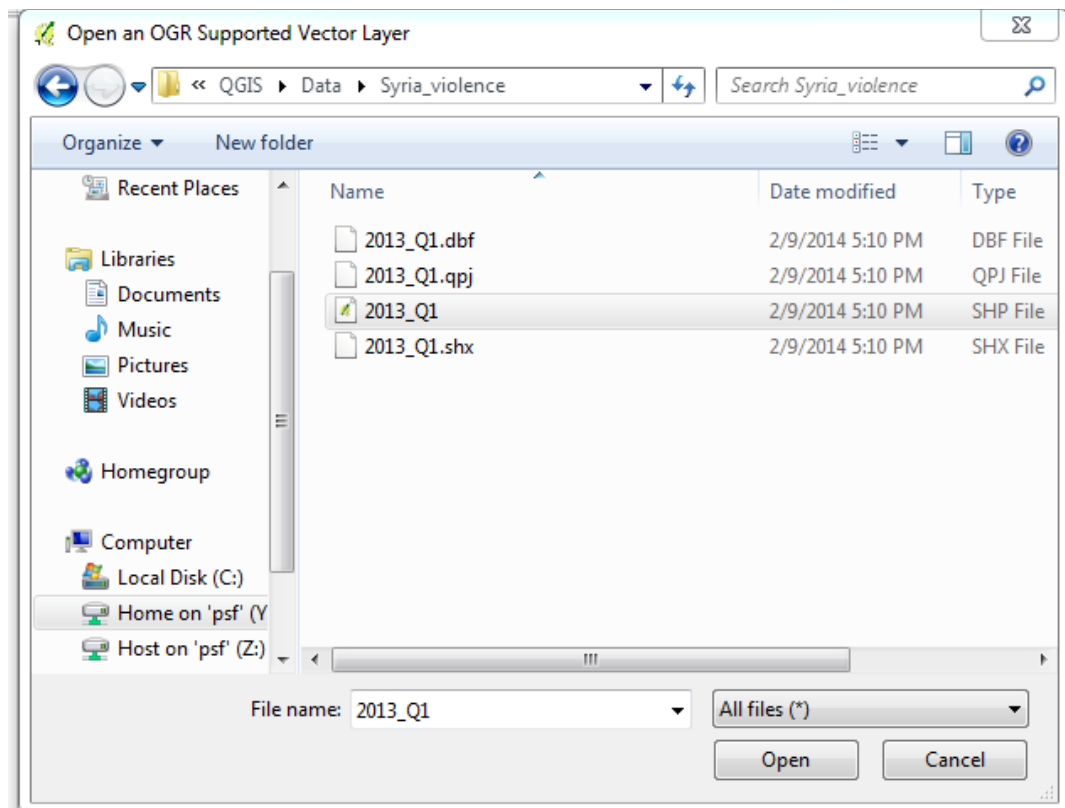 Open an OGR Supported Vector Layer
« QGIS Data Syria_violence
Search Syria_violence
Organize New folder
Recent Places
Libraries
Documents
Music
Pictures
Videos
Homegroup
Computer
Local Disk (C:)
Home on 'psf' (Y
Host on 'psf' (Z:)
Name Date modified Type
2013_Q1.dbf 2/9/2014 5:10 PM DBF File
2013_Q1.qpj 2/9/2014 5:10 PM QPJ File
2013_Q1 2/9/2014 5:10 PM SHP File
2013_Q1.shx 2/9/2014 5:10 PM SHX File
File name: 2013_Q1 All files (*)
Open Cancel